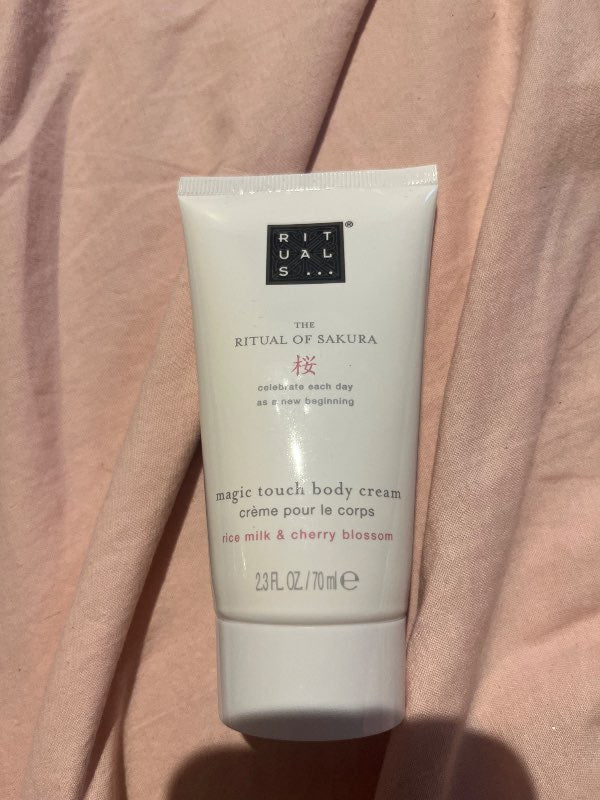 RIT
UAL
S...
®
THE
RITUAL OF SAKURA
桜
celebrate each day
as a new beginning
magic touch body cream
crème pour le corps
rice milk & cherry blossom
2.3 FL. OZ. / 70 ml ℮